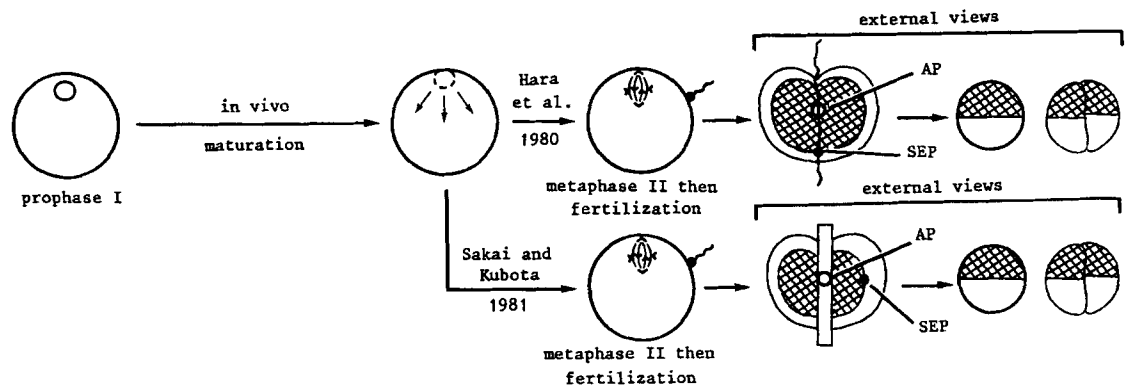 external views
AP
SEP
Hara
et al.
1980
in vivo
maturation
prophase I
metaphase II then
fertilization
external views
AP
SEP
Sakai and
Kubota
1981
metaphase II then
fertilization